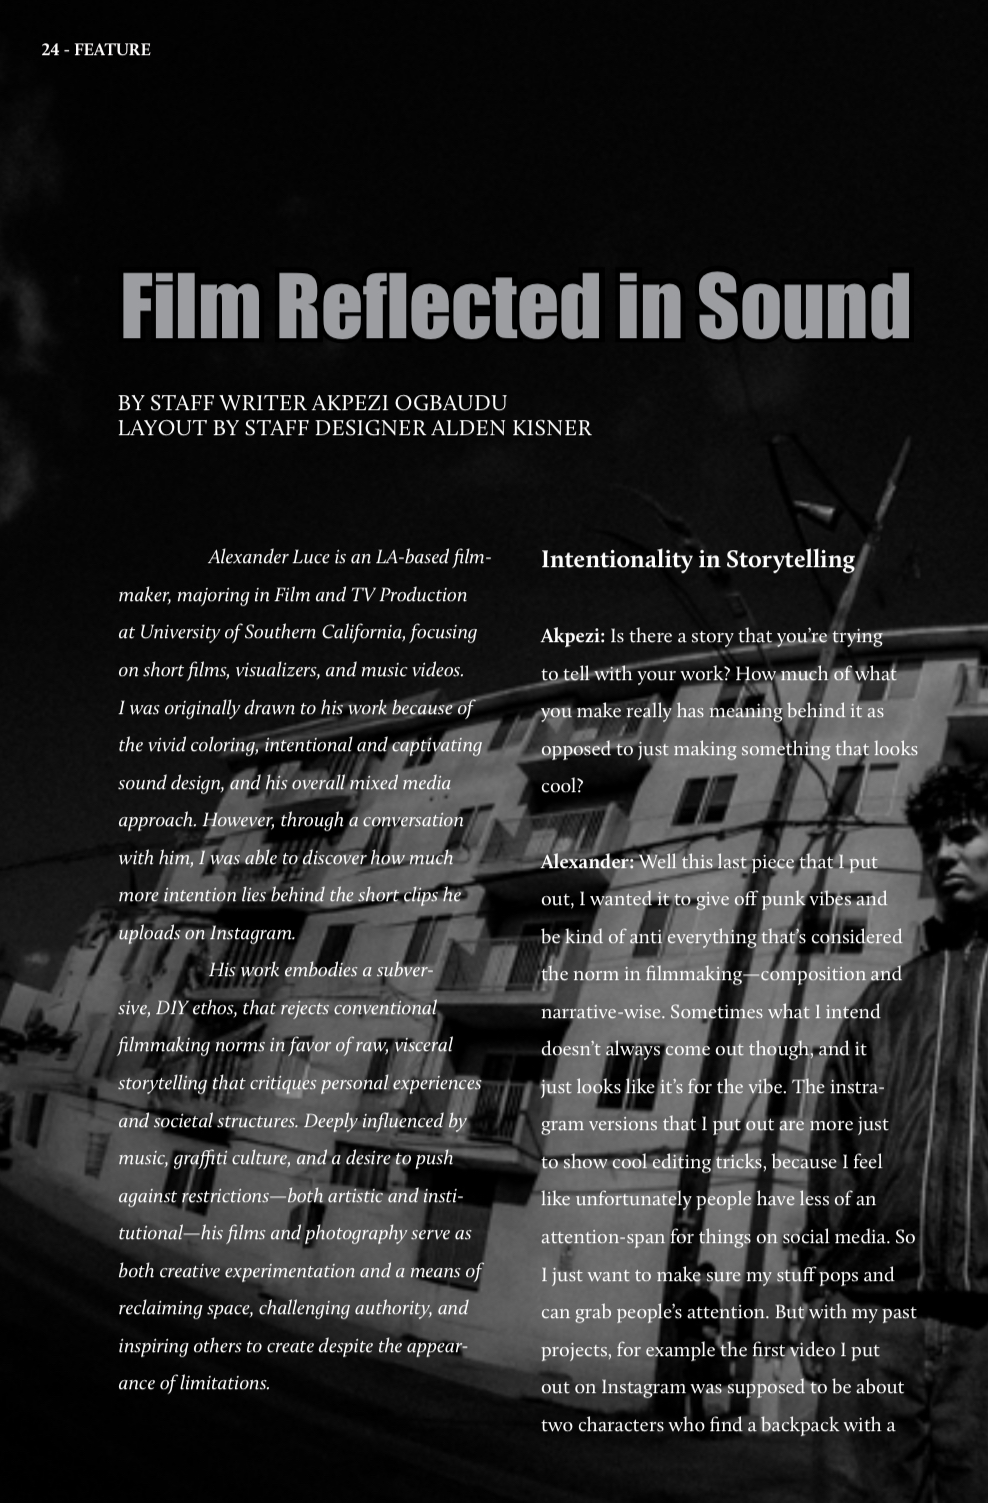 24 - FEATURE
Film Reflected in Sound
BY STAFF WRITER AKPEZI OGBAUDU
LAYOUT BY STAFF DESIGNER ALDEN KISNER
Alexander Luce is an LA-based film-
maker, majoring in Film and TV Production
at University of Southern California, focusing
on short films, visualizers, and music videos.
I was originally drawn to his work because of
the vivid coloring, intentional and captivating
sound design, and his overall mixed media
approach. However, through a conversation
with him, I was able to discover how much
more intention lies behind the short clips he
uploads on Instagram.
His work embodies a subver-
sive, DIY ethos, that rejects conventional
filmmaking norms in favor of raw, visceral
storytelling that critiques personal experiences
and societal structures. Deeply influenced by
music, graffiti culture, and a desire to push
against restrictions—both artistic and insti-
tutional—his films and photography serve as
both creative experimentation and a means of
reclaiming space, challenging authority, and
inspiring others to create despite the appear-
ance of limitations.
Intentionality in Storytelling
Akpezi: Is there a story that you’re trying
to tell with your work? How much of what
you make really has meaning behind it as
opposed to just making something that looks
cool?
Alexander: Well this last piece that I put
out, I wanted it to give off punk vibes and
be kind of anti everything that’s considered
the norm in filmmaking—composition and
narrative-wise. Sometimes what I intend
doesn’t always come out though, and it
just looks like it’s for the vibe. The instra-
gram versions that I put out are more just
to show cool editing tricks, because I feel
like unfortunately people have less of an
attention-span for things on social media. So
I just want to make sure my stuff pops and
can grab people’s attention. But with my past
projects, for example the first video I put
out on Instagram was supposed to be about
two characters who find a backpack with a